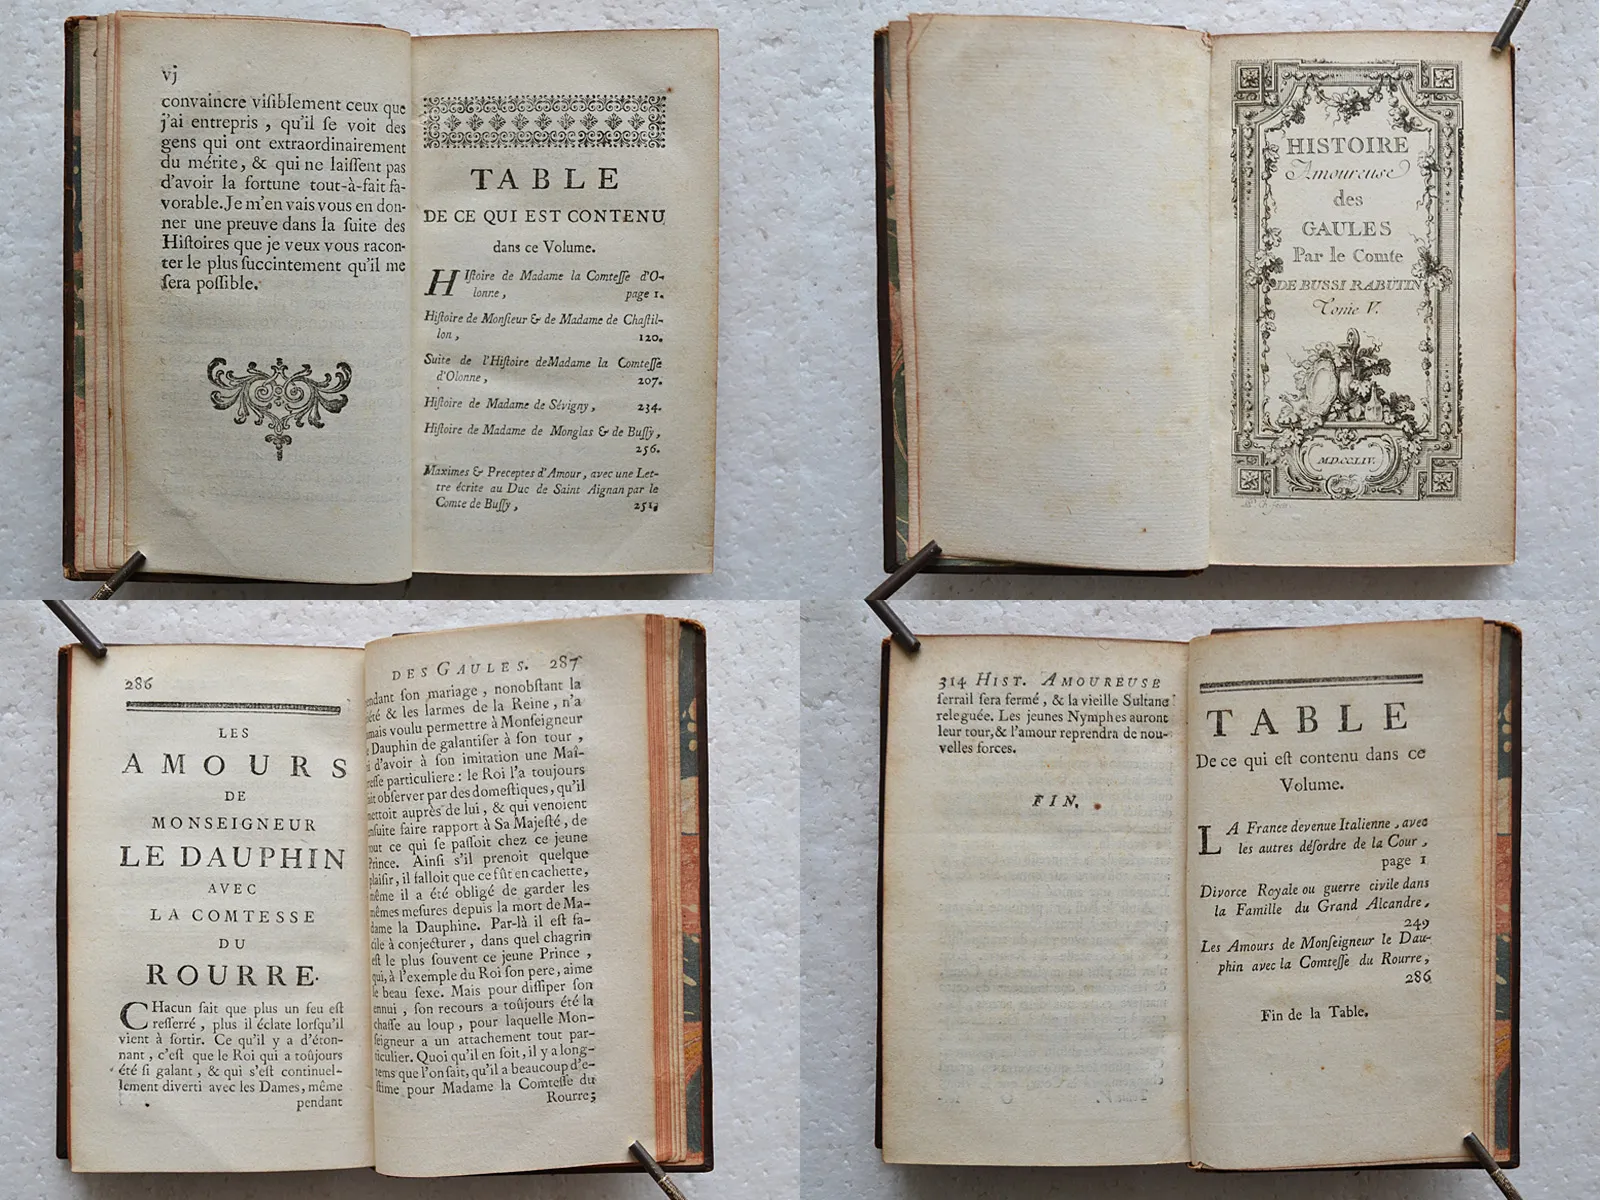 vj
convaincre visiblement ceux que
j'ai entrepris, qu'il se voit des
gens qui ont extraordinairement
du mérite, & qui ne laissent pas
d'avoir la fortune tout-à-fait fa-
vorable. Je m'en vais vous en don-
ner une preuve dans la suite des
Histoires que je veux vous racon-
ter le plus succintement qu'il me
sera possible.
TABLE
DE CE QUI EST CONTENU
dans ce Volume.
HIstoire de Madame la Comtesse d'O-
lonne, page 1.
Histoire de Monsieur & de Madame de Chastil-
lon, 120.
Suite de l'Histoire de Madame la Comtesse
d'Olonne, 207.
Histoire de Madame de Sévigny, 234.
Histoire de Madame de Monglas & de Bussy,
256.
Maximes & Preceptes d'Amour, avec une Let-
tre écrite au Duc de Saint Aignan par le
Comte de Bussy, 251.
HISTOIRE
Amoureuse
des
GAULES
Par le Comte
DE BUSSI RABUTIN
Tome V.
M.DCC.LIV.
286
LES
AMOURS
DE
MONSEIGNEUR
LE DAUPHIN
AVEC
LA COMTESSE
DU
ROURRE.
CHacun sait que plus un feu est
resserré, plus il éclate lorsqu'il
vient à sortir. Ce qu'il y a d'éton-
nant, c'est que le Roi qui a toûjours
été si galant, & qui s'est continuel-
lement diverti avec les Dames, même
pendant
DES GAULES. 287
pendant son mariage, nonobstant la
piété & les larmes de la Reine, n'a
jamais voulu permettre à Monseigneur
le Dauphin de galantiser à son tour,
ni d'avoir à son imitation une Maî-
tresse particuliere: le Roi l'a toujours
fait observer par des domestiques, qu'il
mettoit auprès de lui, & qui venoient
ensuite faire rapport à Sa Majesté, de
tout ce qui se passoit chez ce jeune
Prince. Ainsi s'il prenoit quelque
plaisir, il falloit que ce fût en cachette,
même il a été obligé de garder les
mêmes mesures depuis la mort de Ma-
dame la Dauphine. Par-là il est fa-
cile à conjecturer, dans quel chagrin
est le plus souvent ce jeune Prince,
qui, à l'exemple du Roi son pere, aime
le beau sexe. Mais pour dissiper son
ennui, son recours a toûjours été la
chasse au loup, pour laquelle Mon-
seigneur a un attachement tout par-
ticulier. Quoi qu'il en soit, il y a long-
tems que l'on sait, qu'il a beaucoup d'e-
stime pour Madame la Comtesse du
Rourre;
314 HIST. AMOUREUSE
serrail sera fermé, & la vieille Sultane
releguée. Les jeunes Nymphes auront
leur tour, & l'amour reprendra de nou-
velles forces.
FIN.
TABLE
De ce qui est contenu dans ce
Volume.
LA France devenue Italienne, avec
les autres désordre de la Cour,
page 1
Divorce Royale ou guerre civile dans
la Famille du Grand Alcandre,
249
Les Amours de Monseigneur le Dau-
phin avec la Comtesse du Rourre,
286
Fin de la Table.